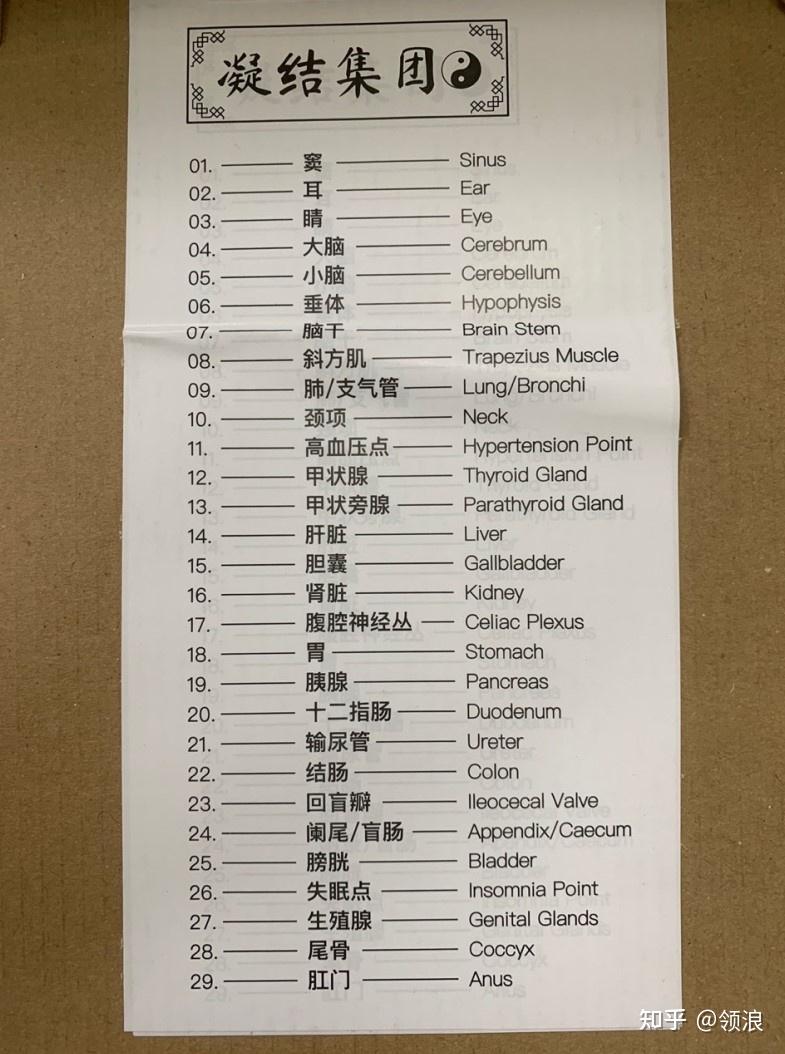 凝结集团
01. 窦 Sinus
02. 耳 Ear
03. 睛 Eye
04. 大脑 Cerebrum
05. 小脑 Cerebellum
06. 垂体 Hypophysis
07. 脑干 Brain Stem
08. 斜方肌 Trapezius Muscle
09. 肺/支气管 Lung/Bronchi
10. 颈项 Neck
11. 高血压点 Hypertension Point
12. 甲状腺 Thyroid Gland
13. 甲状旁腺 Parathyroid Gland
14. 肝脏 Liver
15. 胆囊 Gallbladder
16. 肾脏 Kidney
17. 腹腔神经丛 Celiac Plexus
18. 胃 Stomach
19. 胰腺 Pancreas
20. 十二指肠 Duodenum
21. 输尿管 Ureter
22. 结肠 Colon
23. 回盲瓣 Ileocecal Valve
24. 阑尾/盲肠 Appendix/Caecum
25. 膀胱 Bladder
26. 失眠点 Insomnia Point
27. 生殖腺 Genital Glands
28. 尾骨 Coccyx
29. 肛门 Anus
知乎 @领浪